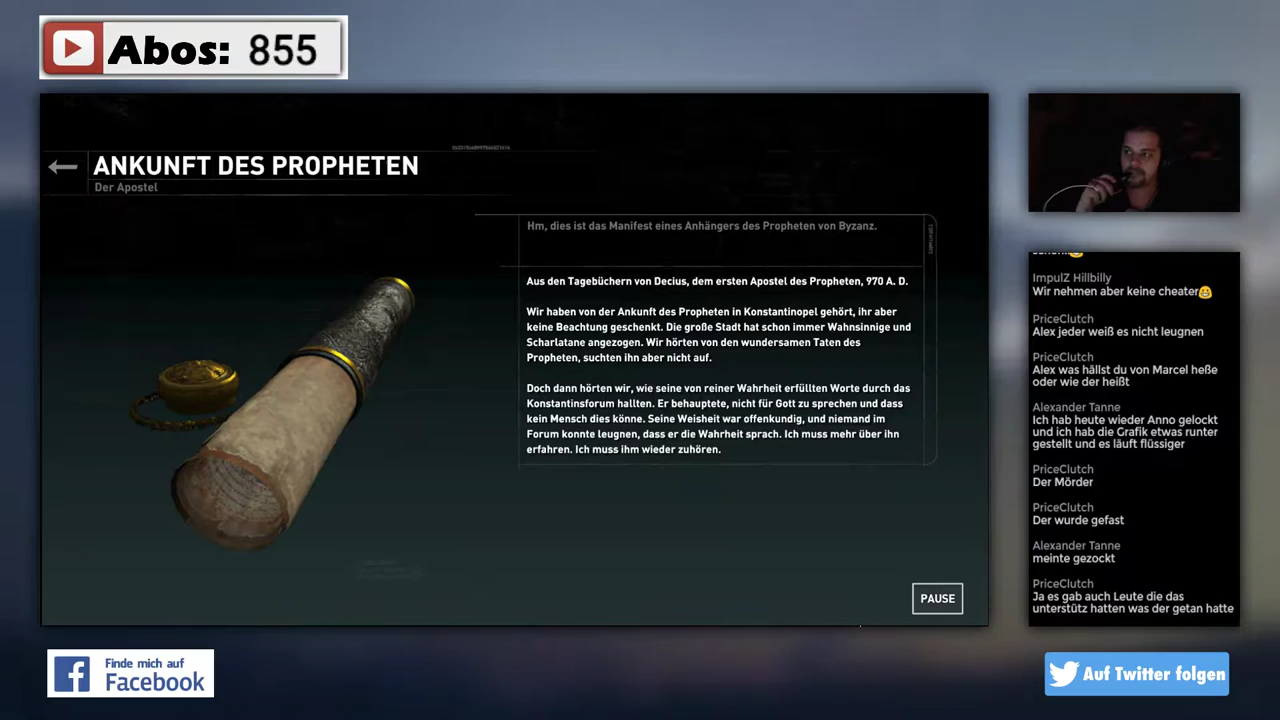 Abos: 855
ANKUNFT DES PROPHETEN
Der Apostel
Hm, dies ist das Manifest eines Anhängers des Propheten von Byzanz.
Aus den Tagebüchern von Decius, dem ersten Apostel des Propheten, 970 A. D.
Wir haben von der Ankunft des Propheten in Konstantinopel gehört, ihr aber
keine Beachtung geschenkt. Die große Stadt hat schon immer Wahnsinnige und
Scharlatane angezogen. Wir hörten von den wundersamen Taten des
Propheten, suchten ihn aber nicht auf.
Doch dann hörten wir, wie seine von reiner Wahrheit erfüllten Worte durch das
Konstantinsforum hallten. Er behauptete, nicht für Gott zu sprechen und dass
kein Mensch dies könne. Seine Weisheit war offenkundig, und niemand im
Forum konnte leugnen, dass er die Wahrheit sprach. Ich muss mehr über ihn
erfahren. Ich muss ihm wieder zuhören.
PAUSE
ImpulZ Hillbilly
Wir nehmen aber keine cheater
PriceClutch
Alex jeder weiß es nicht leugnen
PriceClutch
Alex was hällst du von Marcel heße
oder wie der heißt
Alexander Tanne
Ich hab heute wieder Anno gelockt
und ich hab die Grafik etwas runter
gestellt und es läuft flüssiger
PriceClutch
Der Mörder
PriceClutch
Der wurde gefast
Alexander Tanne
meinte gezockt
PriceClutch
Ja es gab auch Leute die das
unterstütz hatten was der getan hatte
Finde mich auf
Facebook
Auf Twitter folgen